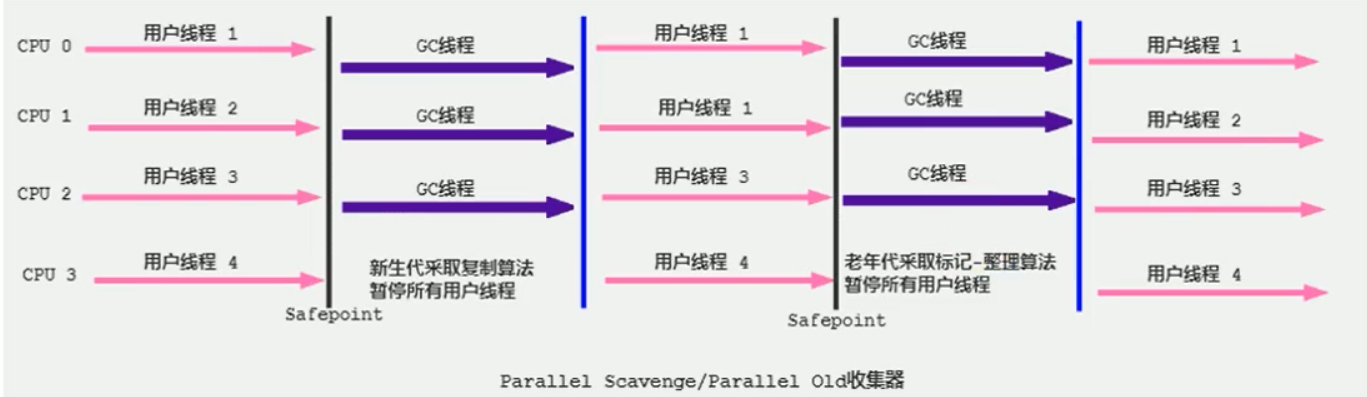 CPU 0
用户线程 1
GC线程
用户线程 1
GC线程
用户线程 1
CPU 1
用户线程 2
GC线程
用户线程 1
GC线程
用户线程 2
CPU 2
用户线程 3
GC线程
用户线程 3
GC线程
用户线程 3
CPU 3
用户线程 4
新生代采取复制算法
暂停所有用户线程
用户线程 4
老年代采取标记-整理算法
暂停所有用户线程
用户线程 4
Safepoint
Safepoint
Parallel Scavenge/Parallel Old收集器